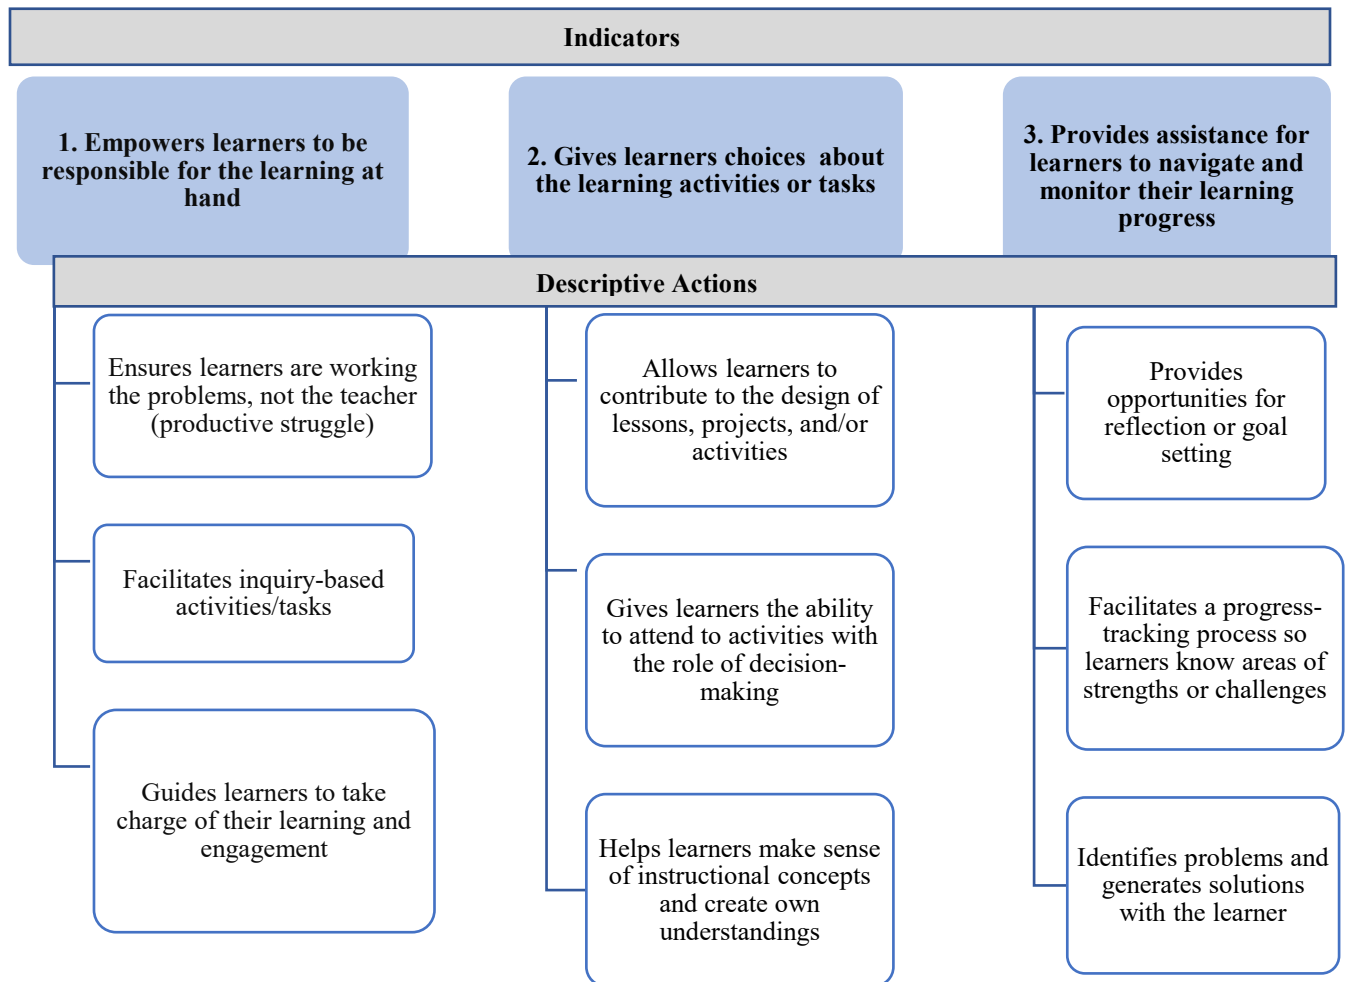 Indicators
1. Empowers learners to be
responsible for the learning at
hand
2. Gives learners choices about
the learning activities or tasks
3. Provides assistance for
learners to navigate and
monitor their learning
progress
Descriptive Actions
Ensures learners are working
the problems, not the teacher
(productive struggle)
Facilitates inquiry-based
activities/tasks
Guides learners to take
charge of their learning and
engagement
Allows learners to
contribute to the design of
lessons, projects, and/or
activities
Gives learners the ability
to attend to activities with
the role of decision-
making
Helps learners make sense
of instructional concepts
and create own
understandings
Provides
opportunities for
reflection or goal
setting
Facilitates a progress-
tracking process so
learners know areas of
strengths or challenges
Identifies problems and
generates solutions
with the learner